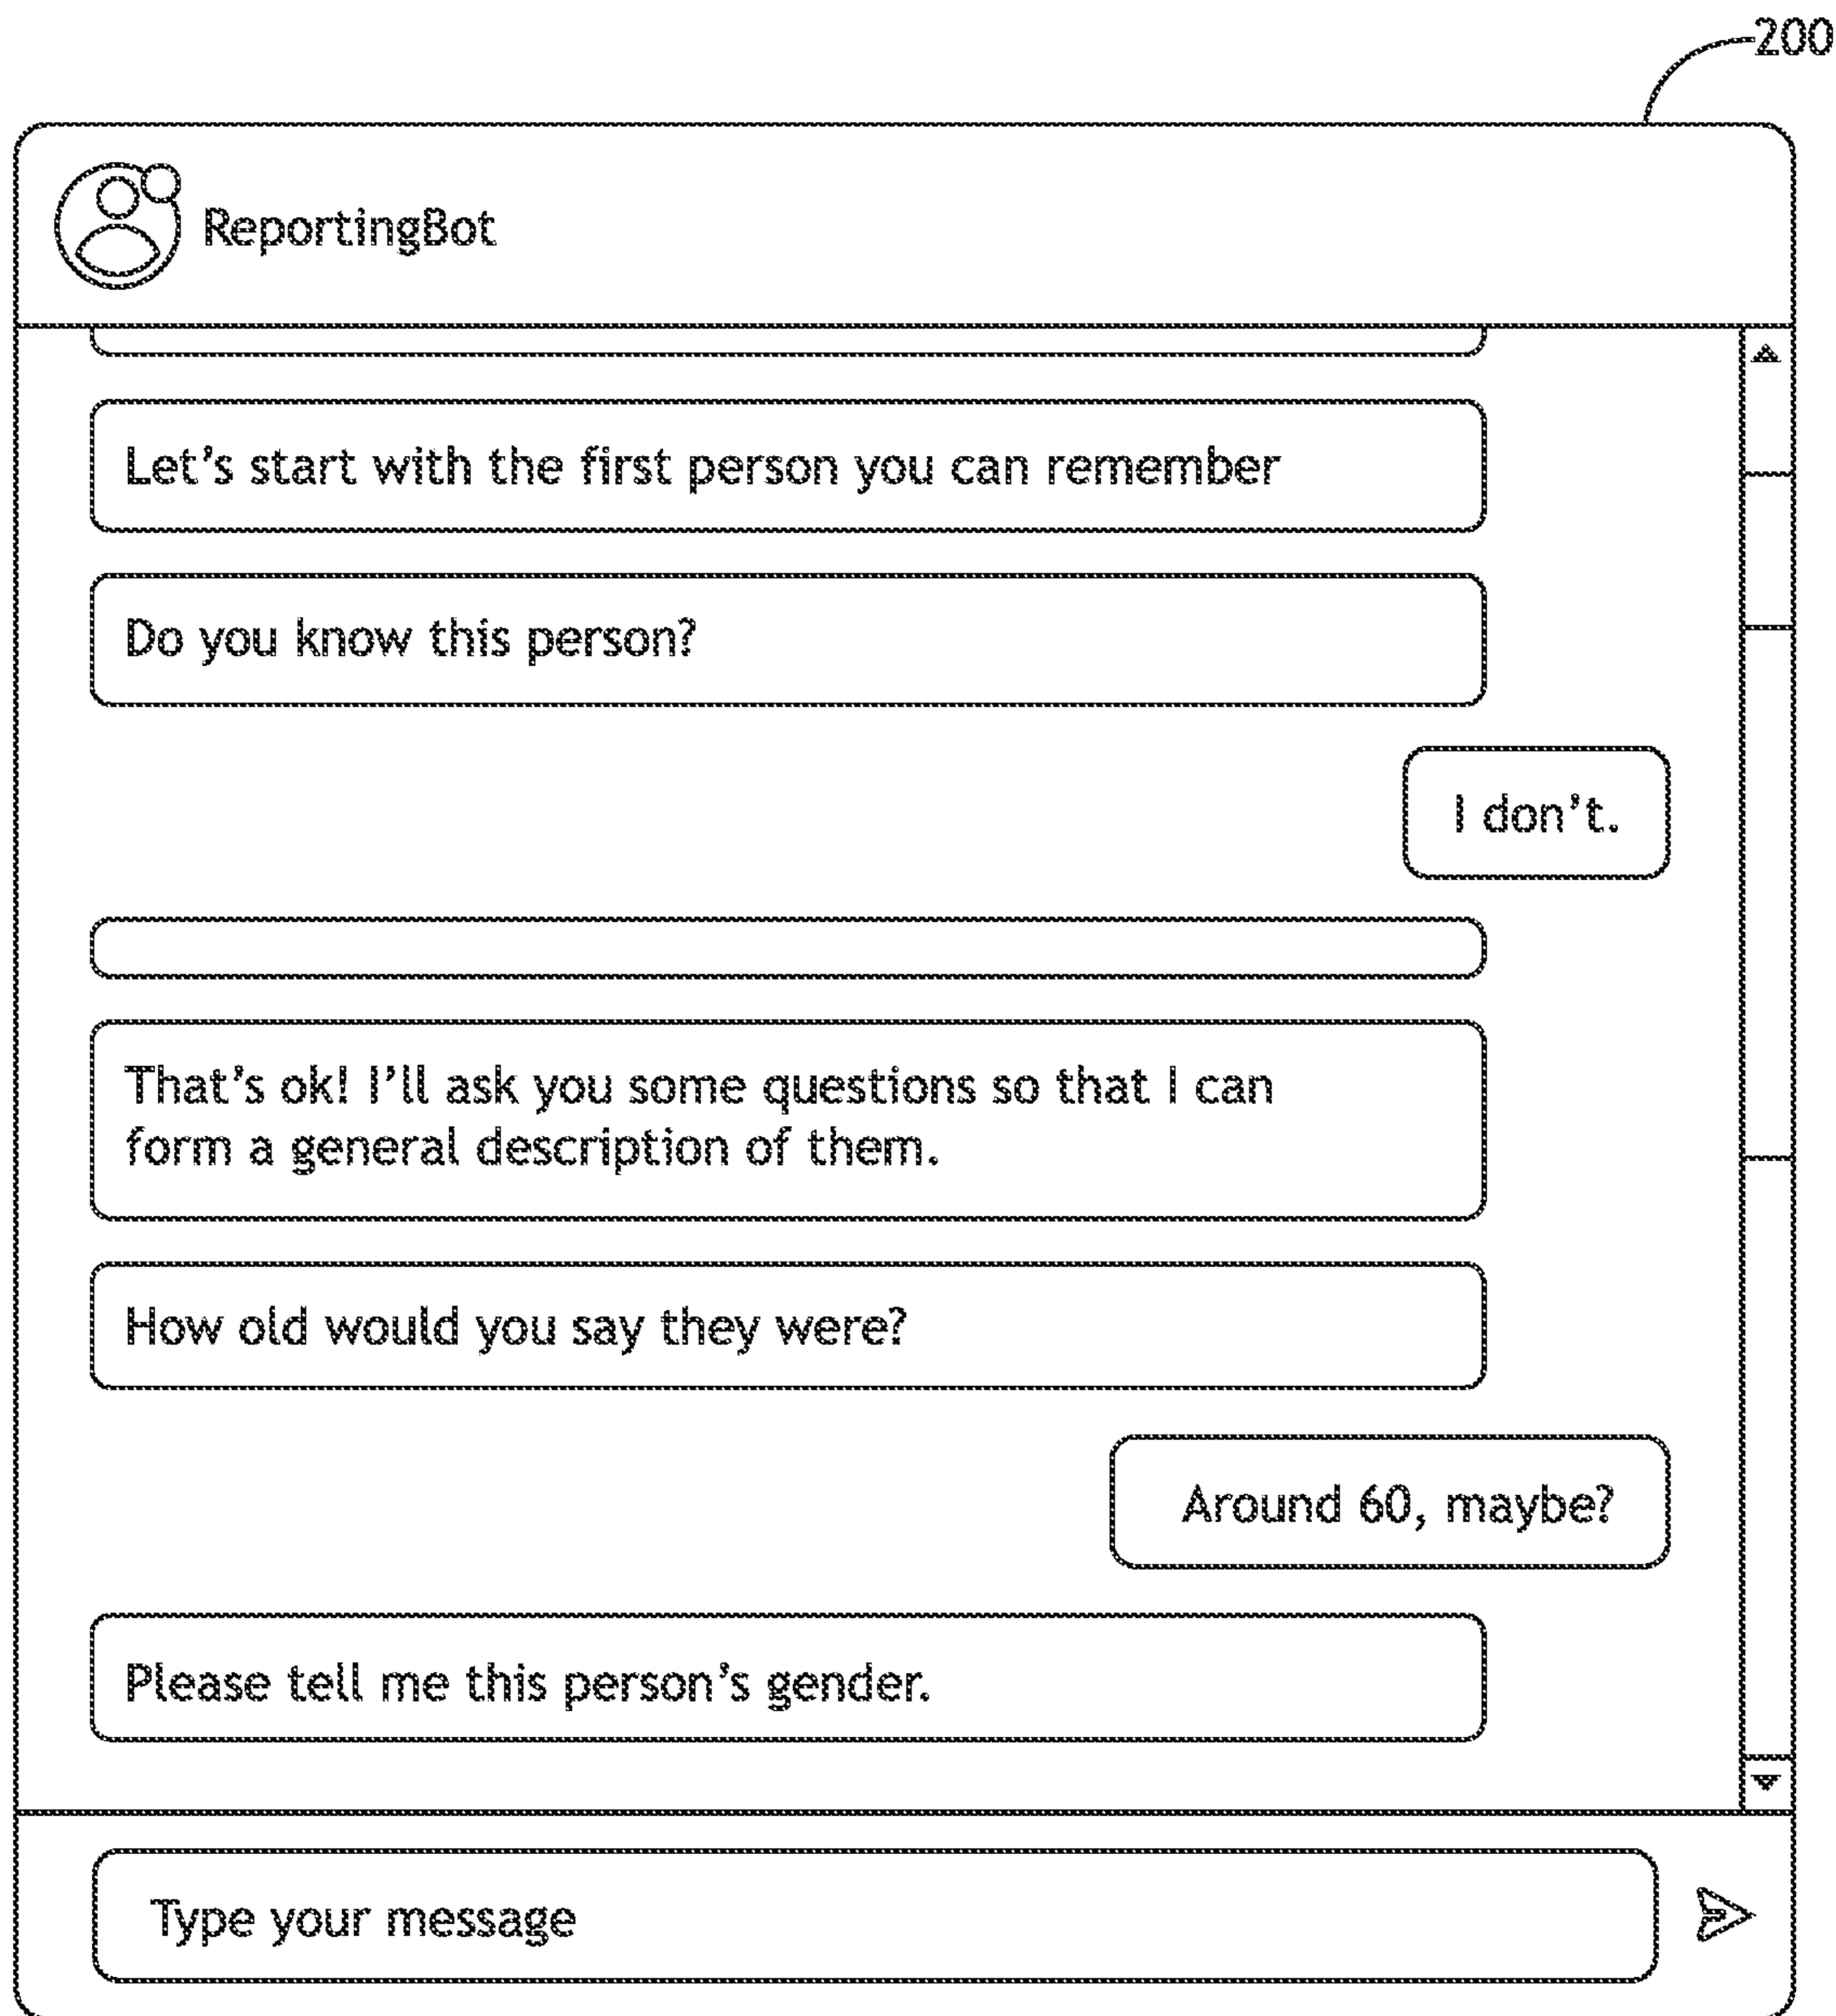 200
ReportingBot
Let’s start with the first person you can remember
Do you know this person?
I don’t.
That’s ok! I’ll ask you some questions so that I can
form a general description of them.
How old would you say they were?
Around 60, maybe?
Please tell me this person’s gender.
Type your message